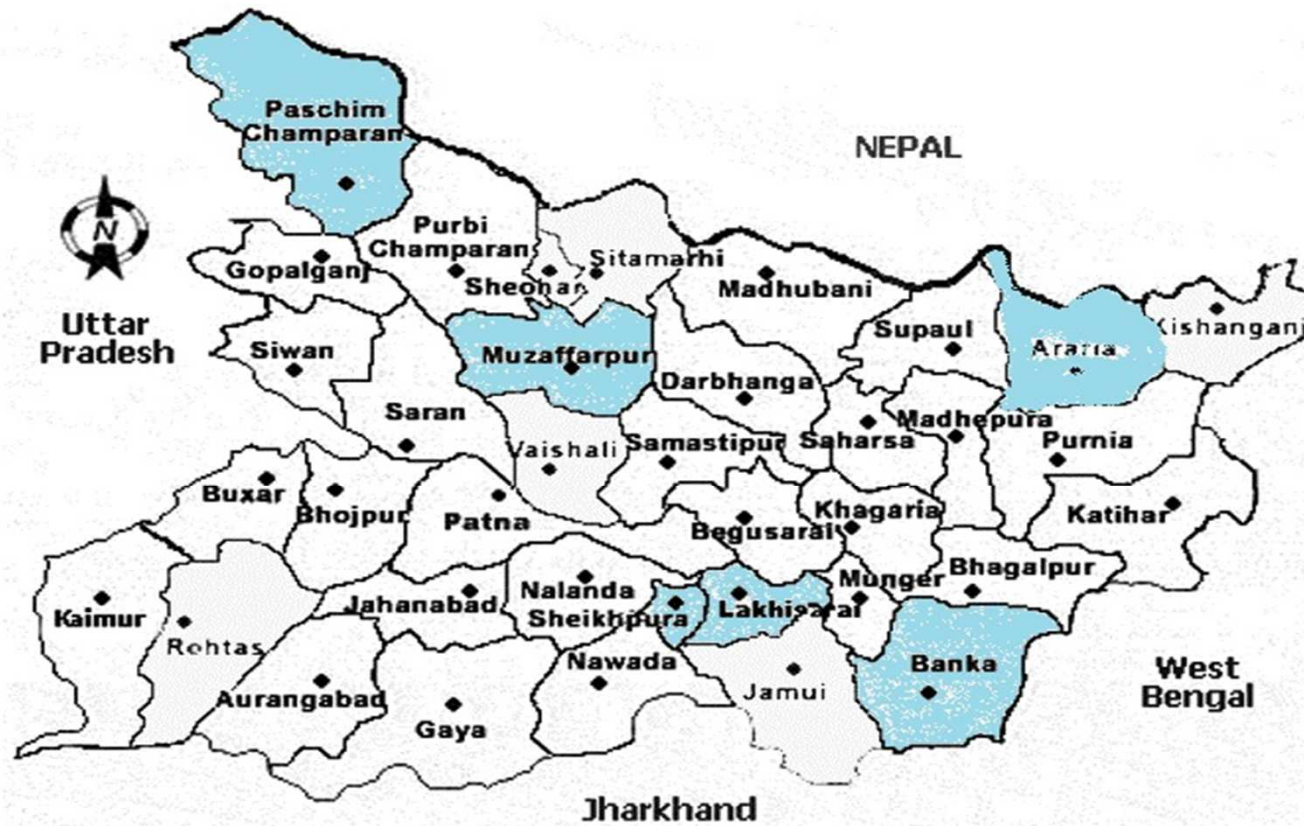 Paschim
Champaran
NEPAL
N
Purbi
Champaran
Sitamarhi
Gopalganj
Sheohar
Madhubani
Uttar
Pradesh
Supaul
Kishanganj
Siwan
Muzaffarpur
Araria
Darbhanga
Saran
Madhepura
Vaishali
Samastipur
Saharsa
Purnia
Buxar
Bhojpur
Patna
Begusarai
Khagaria
Katihar
Munger
Bhagalpur
Kaimur
Jahanabad
Nalanda
Sheikhpura
Lakhisarai
Rohtas
Nawada
Banka
West
Bengal
Aurangabad
Gaya
Jamui
Jharkhand